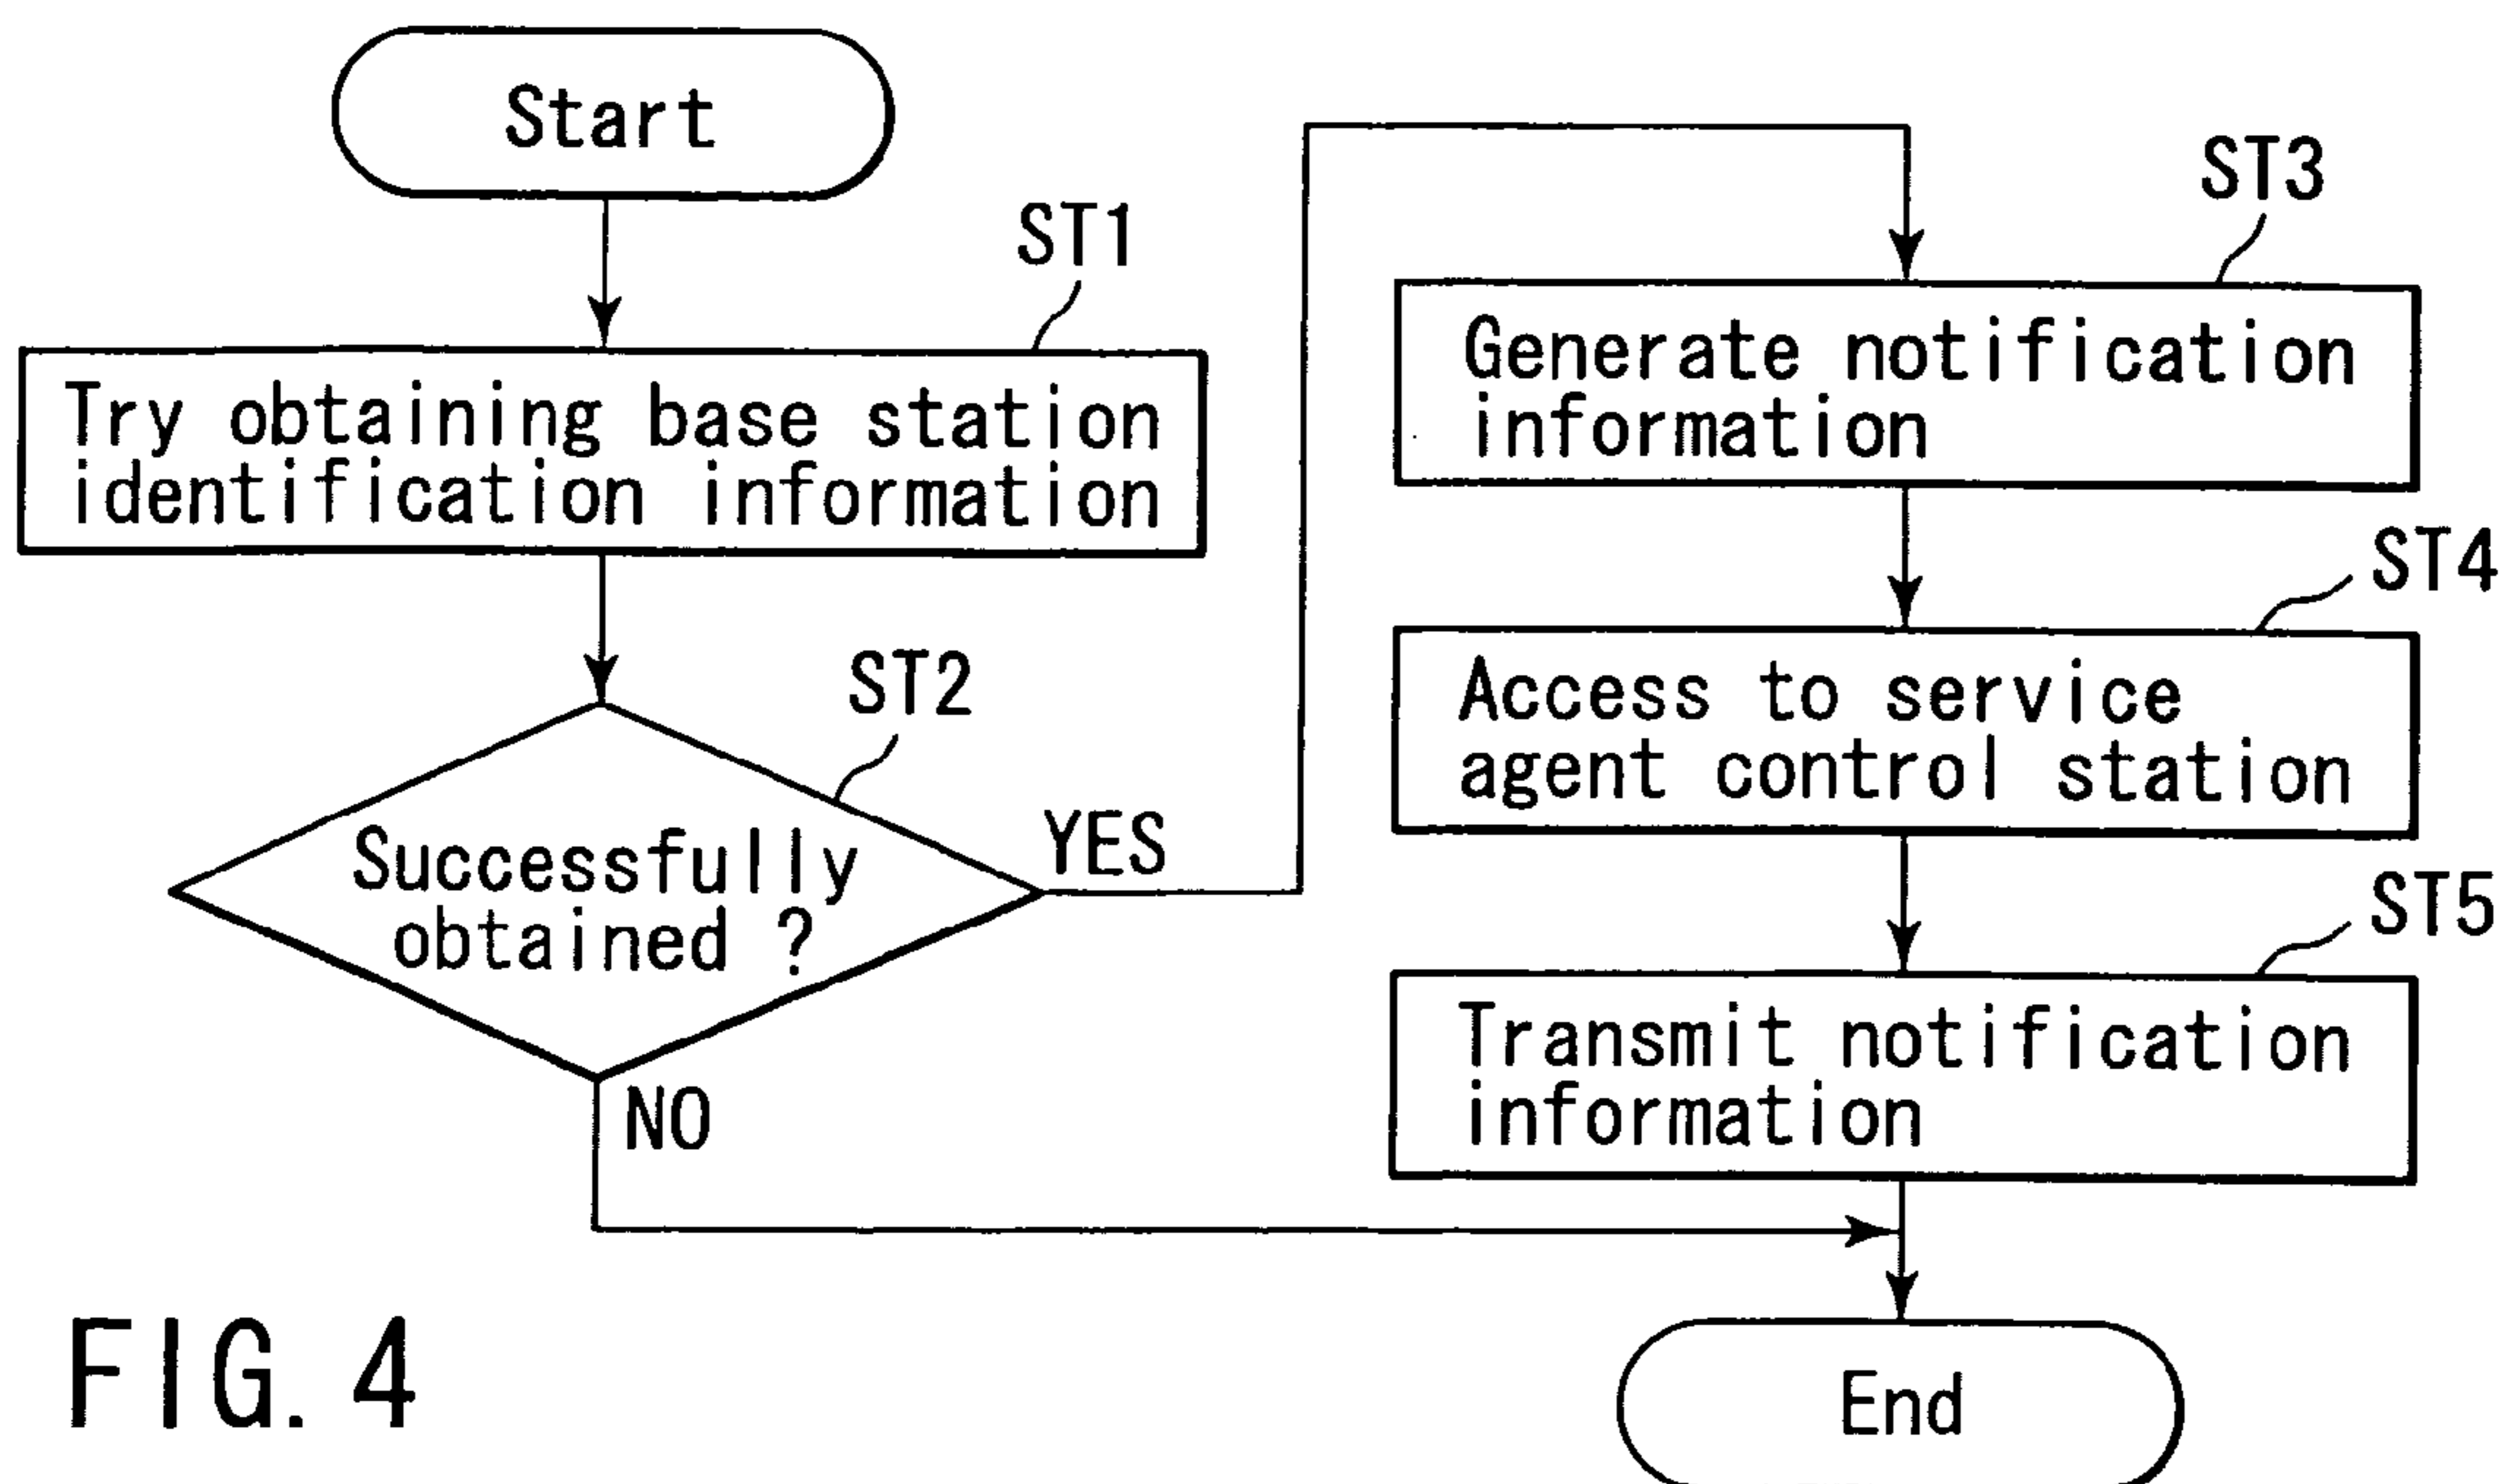 Start
ST1
Try obtaining base station
identification information
ST2
Successfully
obtained ?
YES
NO
ST3
Generate notification
information
ST4
Access to service
agent control station
ST5
Transmit notification
information
End
FIG. 4